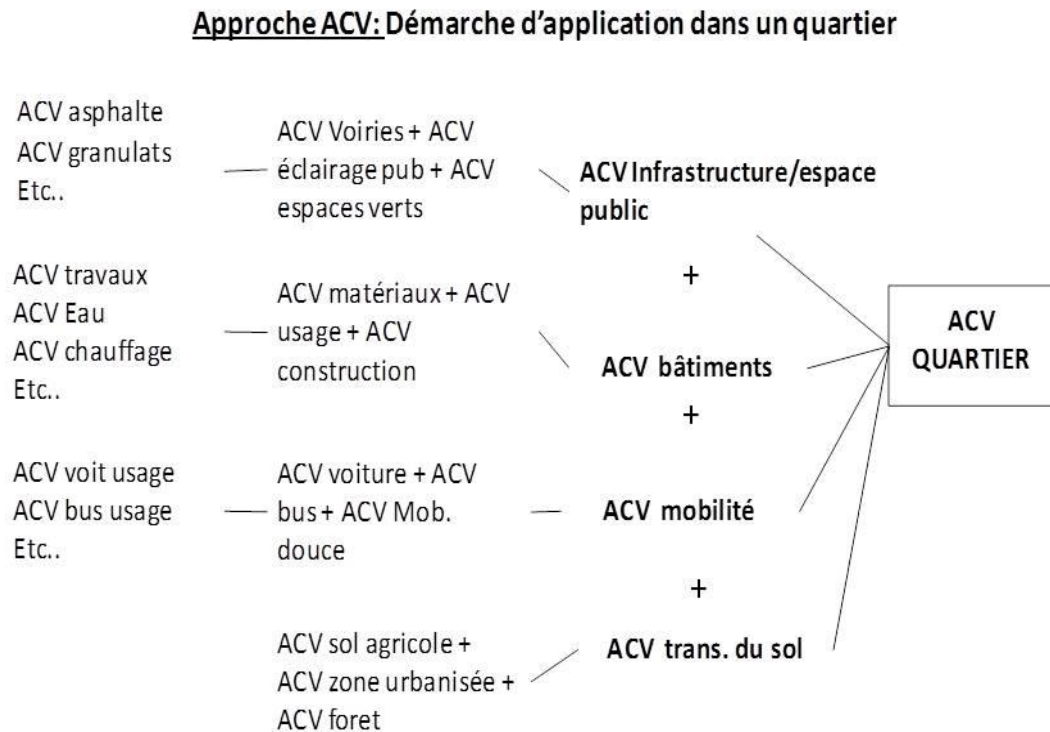 Approche ACV: Démarche d'application dans un quartier
ACV asphalte
ACV granulats
Etc..
ACV Voiries + ACV
éclairage pub + ACV
espaces verts
ACV Infrastructure/espace
public
+
ACV travaux
ACV Eau
ACV chauffage
Etc..
ACV matériaux + ACV
usage + ACV
construction
ACV bâtiments
+
ACV voit usage
ACV bus usage
Etc..
ACV voiture + ACV
bus + ACV Mob.
douce
ACV mobilité
+
ACV sol agricole +
ACV zone urbanisée +
ACV foret
ACV trans. du sol
ACV
QUARTIER